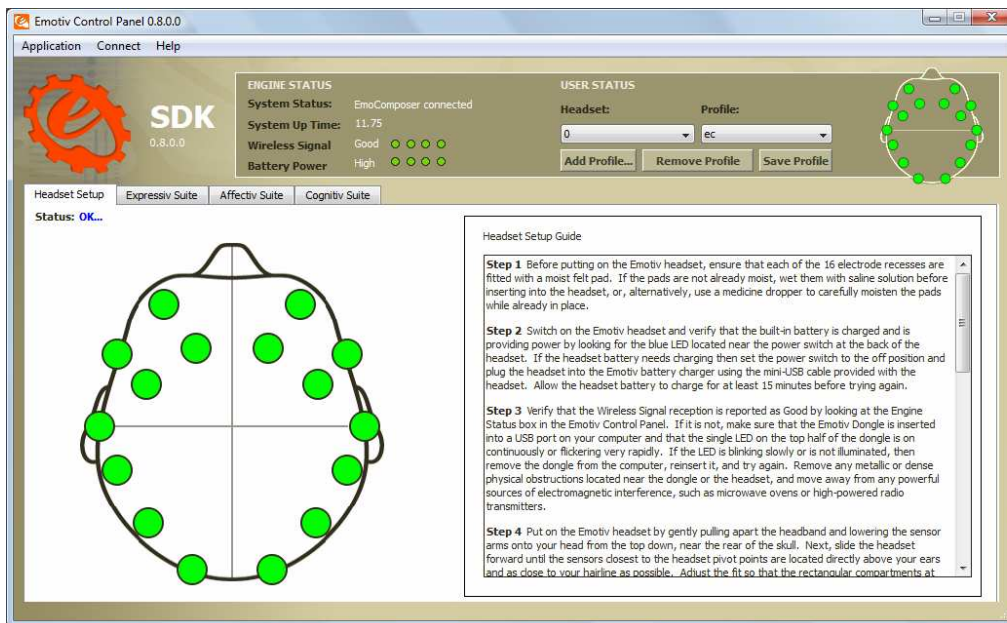 Emotiv Control Panel 0.8.0.0
Application Connect Help
SDK
0.8.0.0
ENGINE STATUS
System Status: EmoComposer connected
System Up Time: 11.75
Wireless Signal Good
Battery Power High
USER STATUS
Headset: Profile:
0 ec
Add Profile... Remove Profile Save Profile
Headset Setup Expressiv Suite Affectiv Suite Cognitiv Suite
Status: OK...
Headset Setup Guide
Step 1 Before putting on the Emotiv headset, ensure that each of the 16 electrode recesses are
fitted with a moist felt pad. If the pads are not already moist, wet them with saline solution before
inserting into the headset, or, alternatively, use a medicine dropper to carefully moisten the pads
while already in place.
Step 2 Switch on the Emotiv headset and verify that the built-in battery is charged and is
providing power by looking for the blue LED located near the power switch at the back of the
headset. If the headset battery needs charging then set the power switch to the off position and
plug the headset into the Emotiv battery charger using the mini-USB cable provided with the
headset. Allow the headset battery to charge for at least 15 minutes before trying again.
Step 3 Verify that the Wireless Signal reception is reported as Good by looking at the Engine
Status box in the Emotiv Control Panel. If it is not, make sure that the Emotiv Dongle is inserted
into a USB port on your computer and that the single LED on the top half of the dongle is on
continuously or flickering very rapidly. If the LED is blinking slowly or is not illuminated, then
remove the dongle from the computer, reinsert it, and try again. Remove any metallic or dense
physical obstructions located near the dongle or the headset, and move away from any powerful
sources of electromagnetic interference, such as microwave ovens or high-powered radio
transmitters.
Step 4 Put on the Emotiv headset by gently pulling apart the headband and lowering the sensor
arms onto your head from the top down, near the rear of the skull. Next, slide the headset
forward until the sensors closest to the headset pivot points are located directly above your ears
and as close to your hairline as possible. Adjust the fit so that the rectangular compartments at